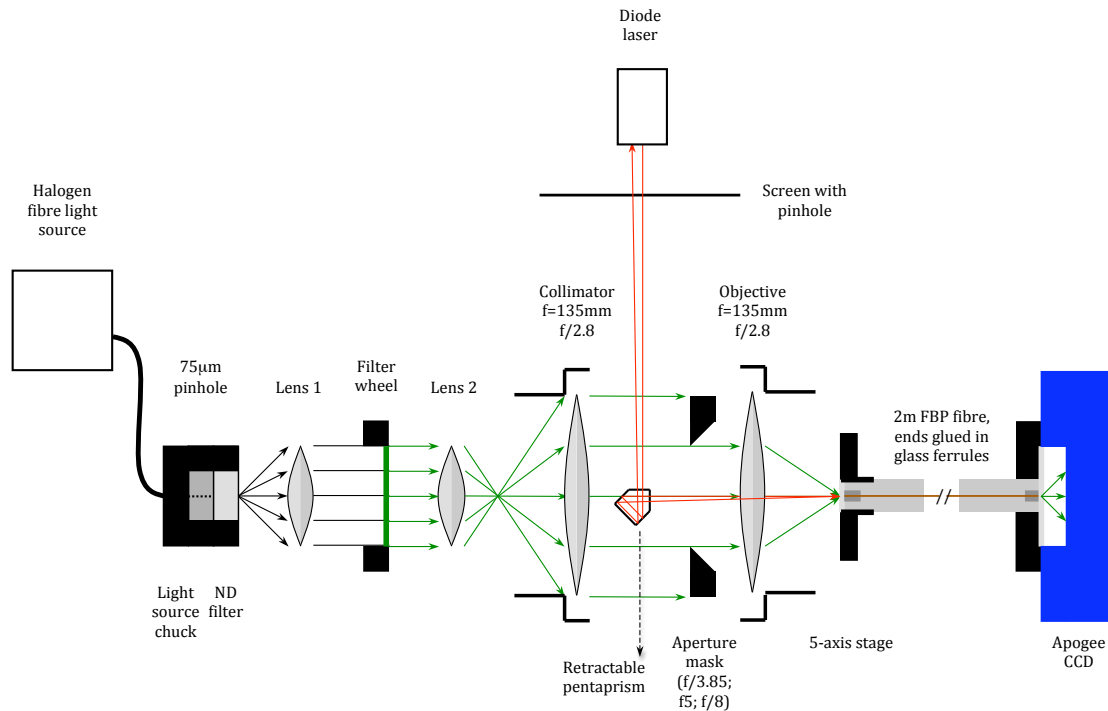 Diode
laser
Halogen
fibre light
source
Screen with
pinhole
Collimator
f=135mm
f/2.8
Objective
f=135mm
f/2.8
75μm
pinhole
Lens 1
Filter
wheel
Lens 2
2m FBP fibre,
ends glued in
glass ferrules
//
Light
source
chuck
ND
filter
Retractable
pentaprism
Aperture
mask
(f/3.85;
f5; f/8)
5-axis stage
Apogee
CCD